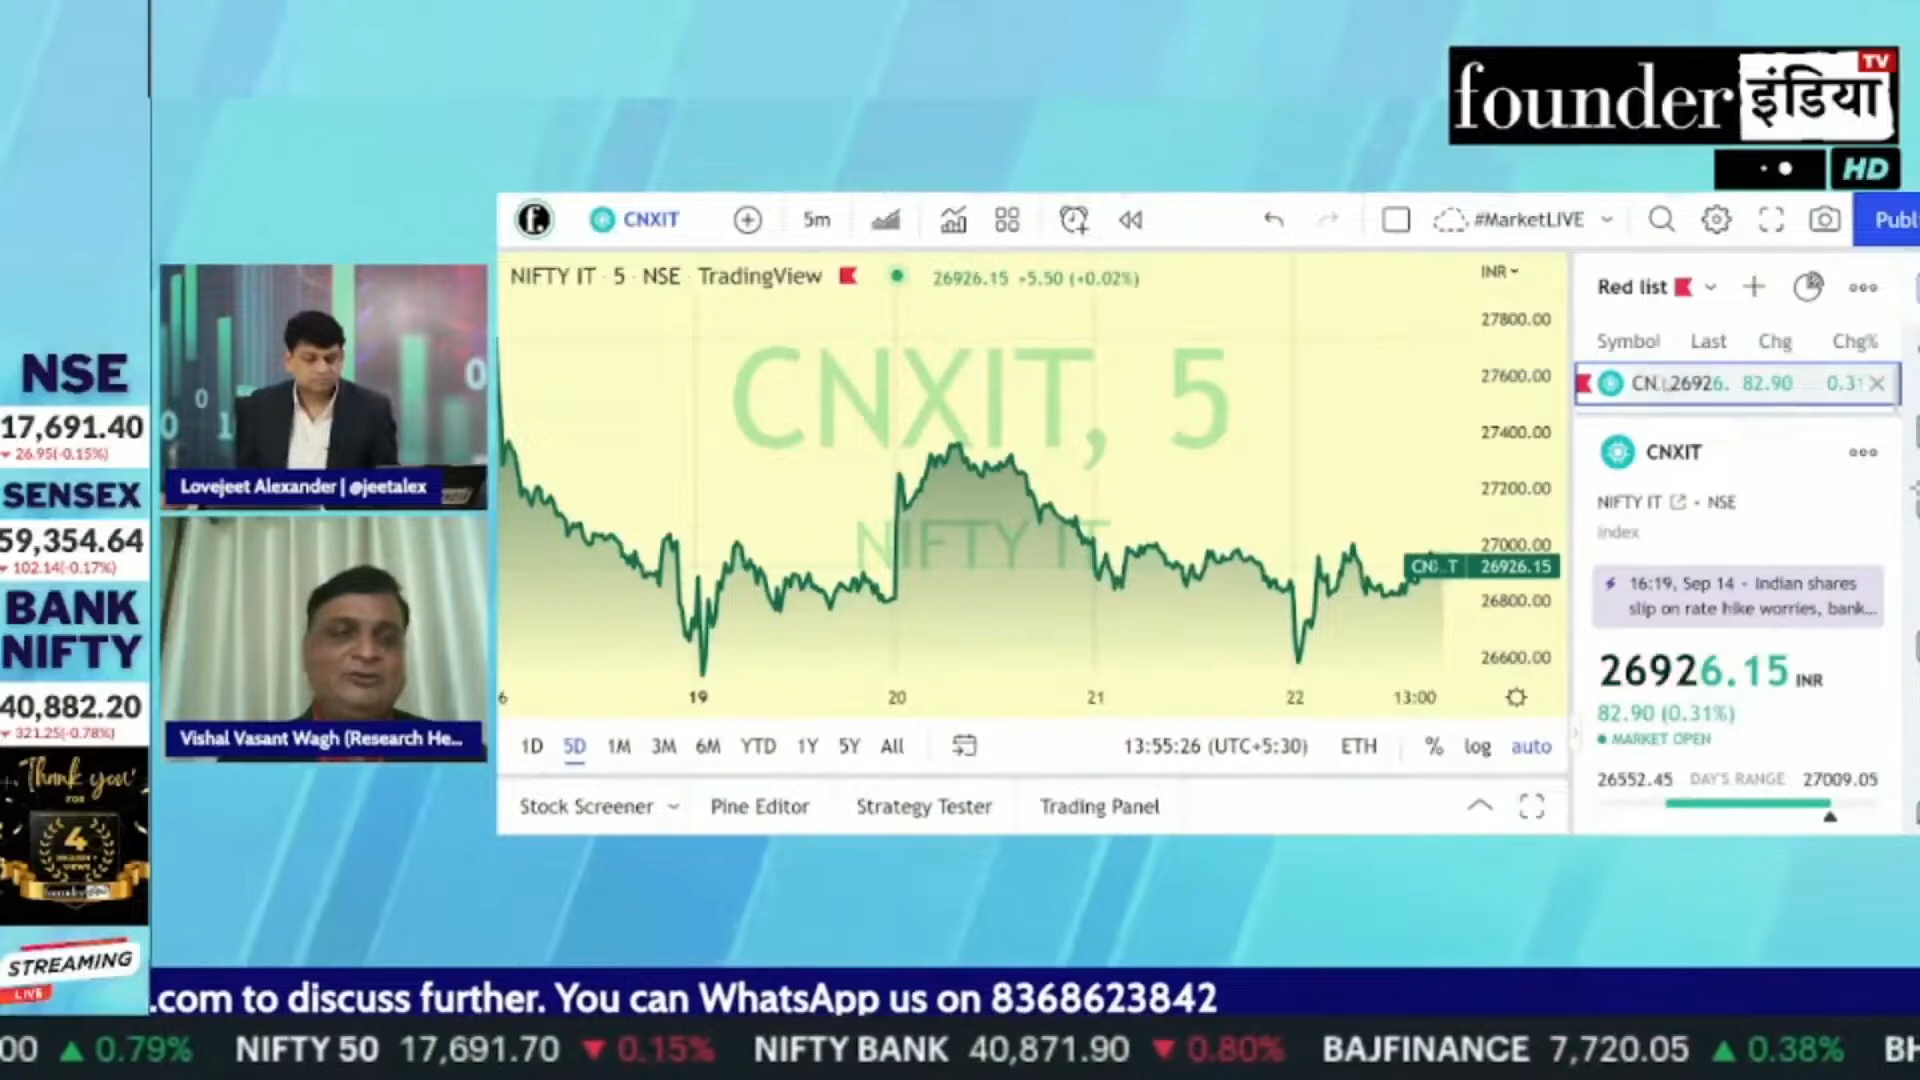 founder इंडिया TV
HD
NSE
17,691.40
26.95(-0.15%)
SENSEX
59,354.64
102.14(-0.17%)
BANK
NIFTY
40,882.20
321.25(-0.78%)
Thank you
FOR
4
founder
STREAMING
LIVE
Lovejeet Alexander | @jeetalex
Vishal Vasant Wagh (Research He...
f.
CNXIT
5m
#MarketLIVE
Publ
NIFTY IT · 5 · NSE TradingView
26926.15 +5.50 (+0.02%)
INR
CNXIT, 5
NIFTY IT
27800.00
27600.00
27400.00
27200.00
27000.00
26926.15
26800.00
26600.00
6 19 20 21 22 13:00
1D 5D 1M 3M 6M YTD 1Y 5Y All
13:55:26 (UTC+5:30) ETH % log auto
Stock Screener Pine Editor Strategy Tester Trading Panel
Red list
Symbol Last Chg Chg%
26926. 82.90
CNXIT
NIFTY IT · NSE
Index
16:19, Sep 14 · Indian shares
slip on rate hike worries, bank...
26926.15 INR
82.90 (0.31%)
MARKET OPEN
26552.45 DAY'S RANGE 27009.05
.com to discuss further. You can WhatsApp us on 8368623842
00 ▲ 0.79% NIFTY 50 17,691.70 ▼ 0.15% NIFTY BANK 40,871.90 ▼ 0.80% BAJFINANCE 7,720.05 ▲ 0.38% BH